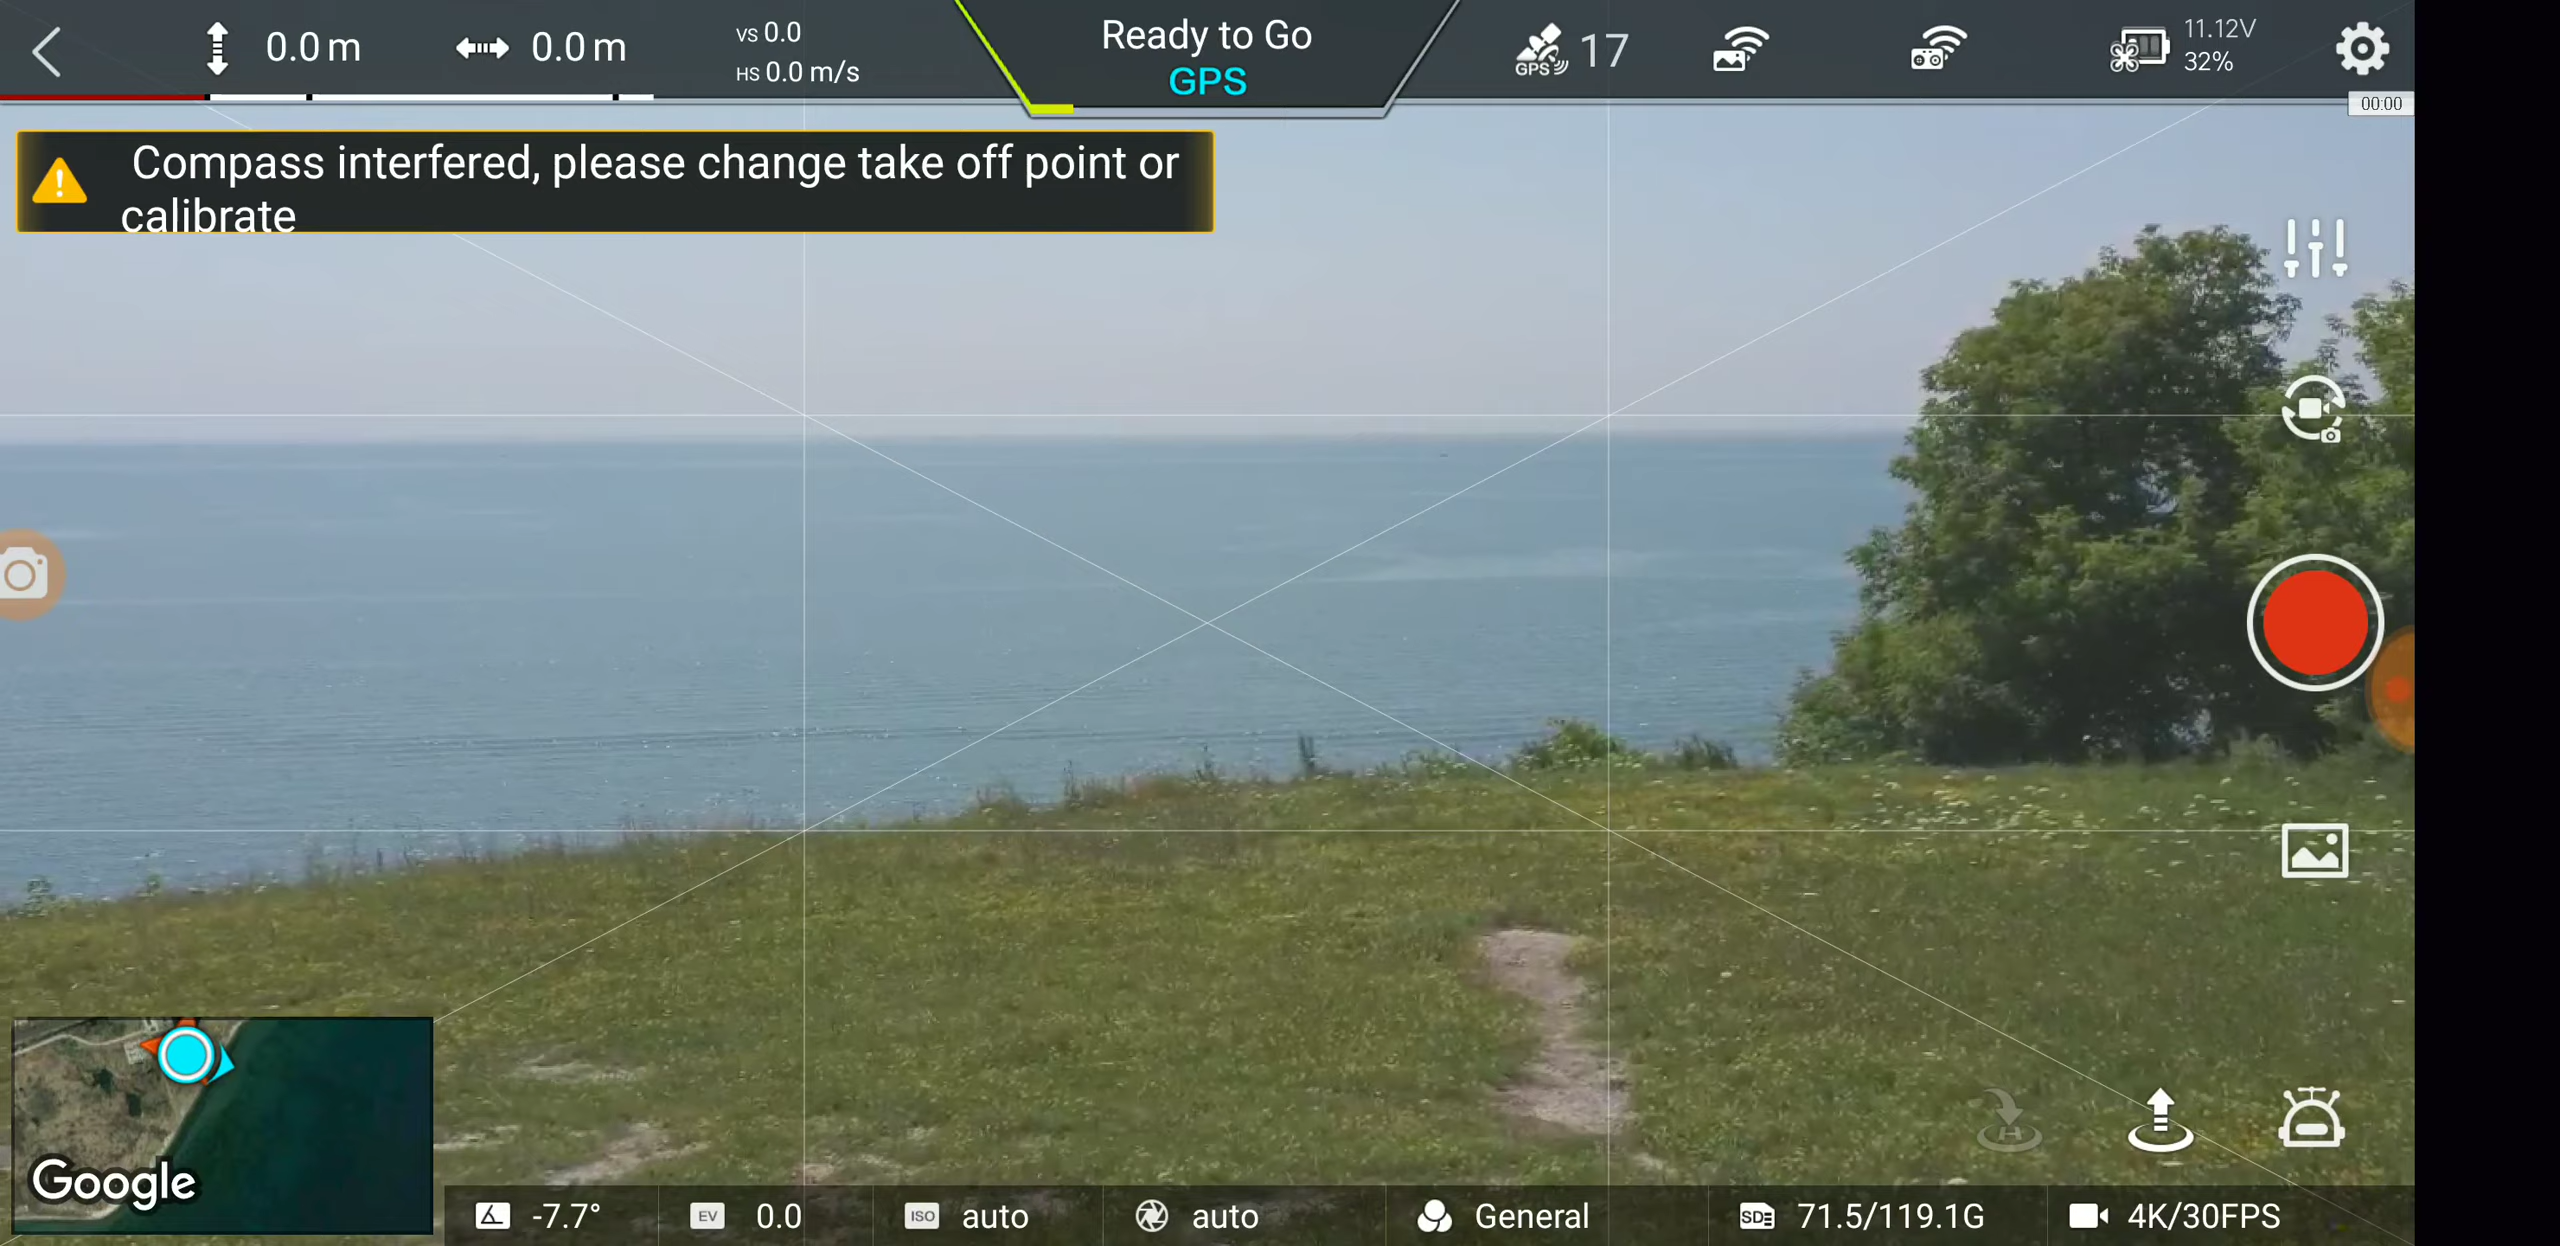 0.0 m
0.0 m
VS 0.0
HS 0.0 m/s
Ready to Go
GPS
GPS
17
11.12V
32%
00:00
Compass interfered, please change take off point or
calibrate
Google
-7.7°
EV
0.0
ISO
auto
auto
General
SD
71.5/119.1G
4K/30FPS